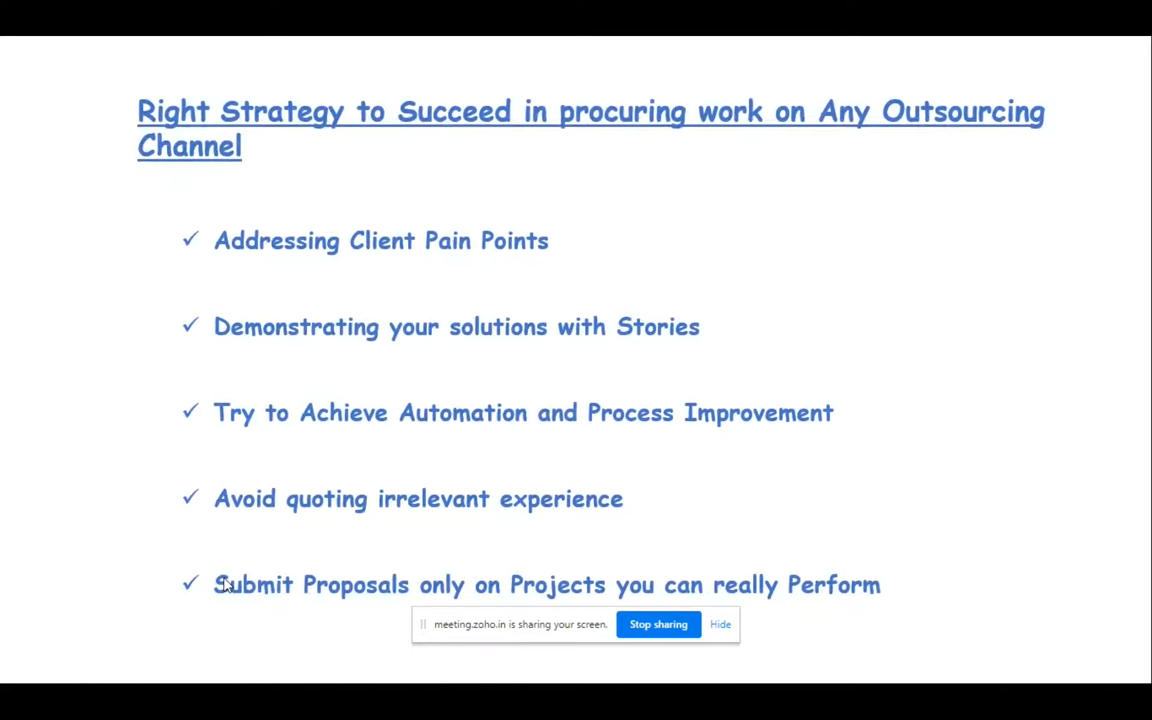 Right Strategy to Succeed in procuring work on Any Outsourcing
Channel
✓ Addressing Client Pain Points
✓ Demonstrating your solutions with Stories
✓ Try to Achieve Automation and Process Improvement
✓ Avoid quoting irrelevant experience
✓ Submit Proposals only on Projects you can really Perform
meeting.zoho.in is sharing your screen. Stop sharing Hide